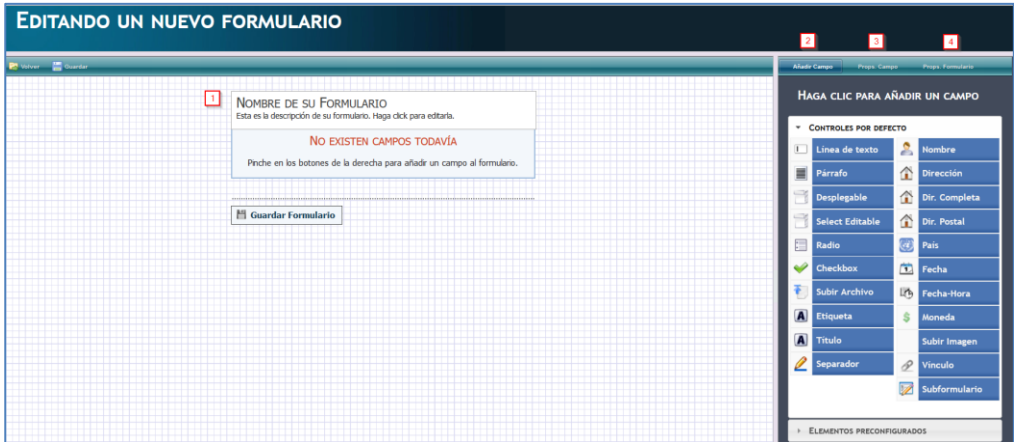 EDITANDO UN NUEVO FORMULARIO
2
3
4
Volver Guardar
Añadir Campo Props. Campo Props. Formulario
HAGA CLIC PARA AÑADIR UN CAMPO
1
NOMBRE DE SU FORMULARIO
Esta es la descripción de su formulario. Haga click para editarla.
NO EXISTEN CAMPOS TODAVÍA
Pinche en los botones de la derecha para añadir un campo al formulario.
Guardar Formulario
CONTROLES POR DEFECTO
Línea de texto
Nombre
Párrafo
Dirección
Desplegable
Dir. Completa
Select Editable
Dir. Postal
Radio
País
Checkbox
Fecha
Subir Archivo
Fecha-Hora
Etiqueta
Moneda
Título
Subir Imagen
Separador
Vínculo
Subformulario
ELEMENTOS PRECONFIGURADOS